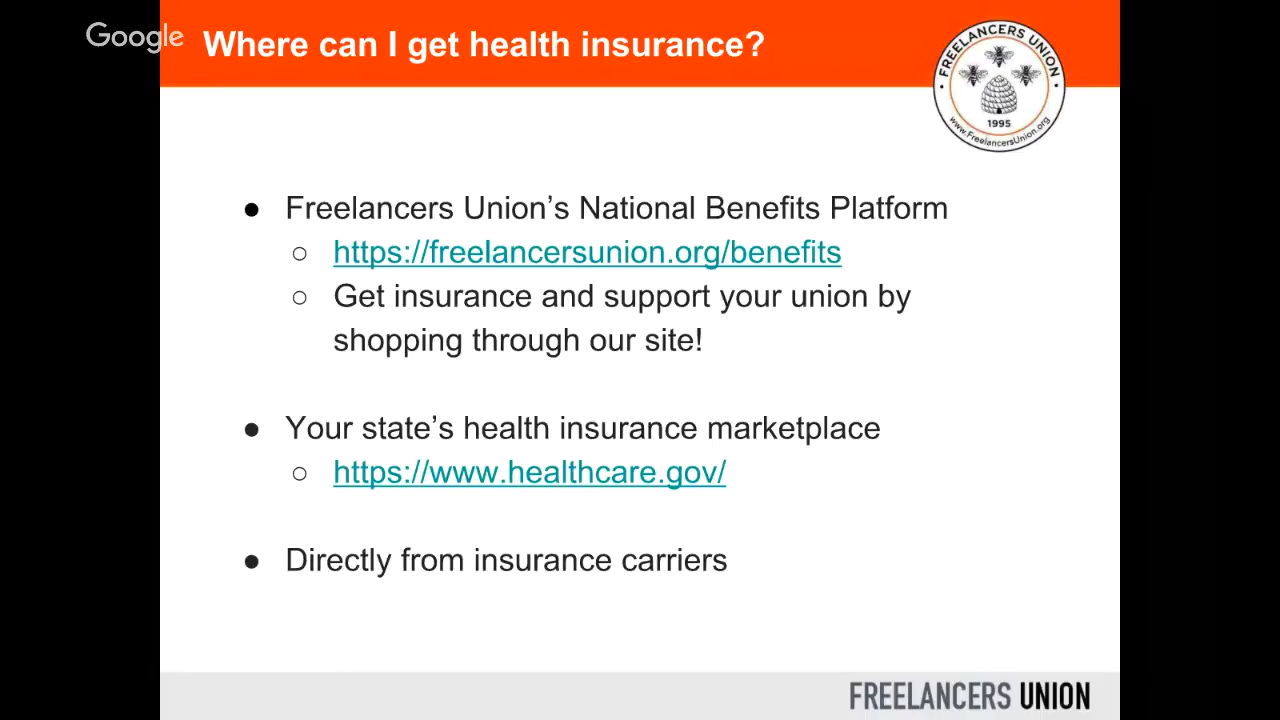 Google
Where can I get health insurance?
FREELANCERS UNION
1995
www.FreelancersUnion.org
● Freelancers Union’s National Benefits Platform
○ https://freelancersunion.org/benefits
○ Get insurance and support your union by
shopping through our site!
● Your state’s health insurance marketplace
○ https://www.healthcare.gov/
● Directly from insurance carriers
FREELANCERS UNION